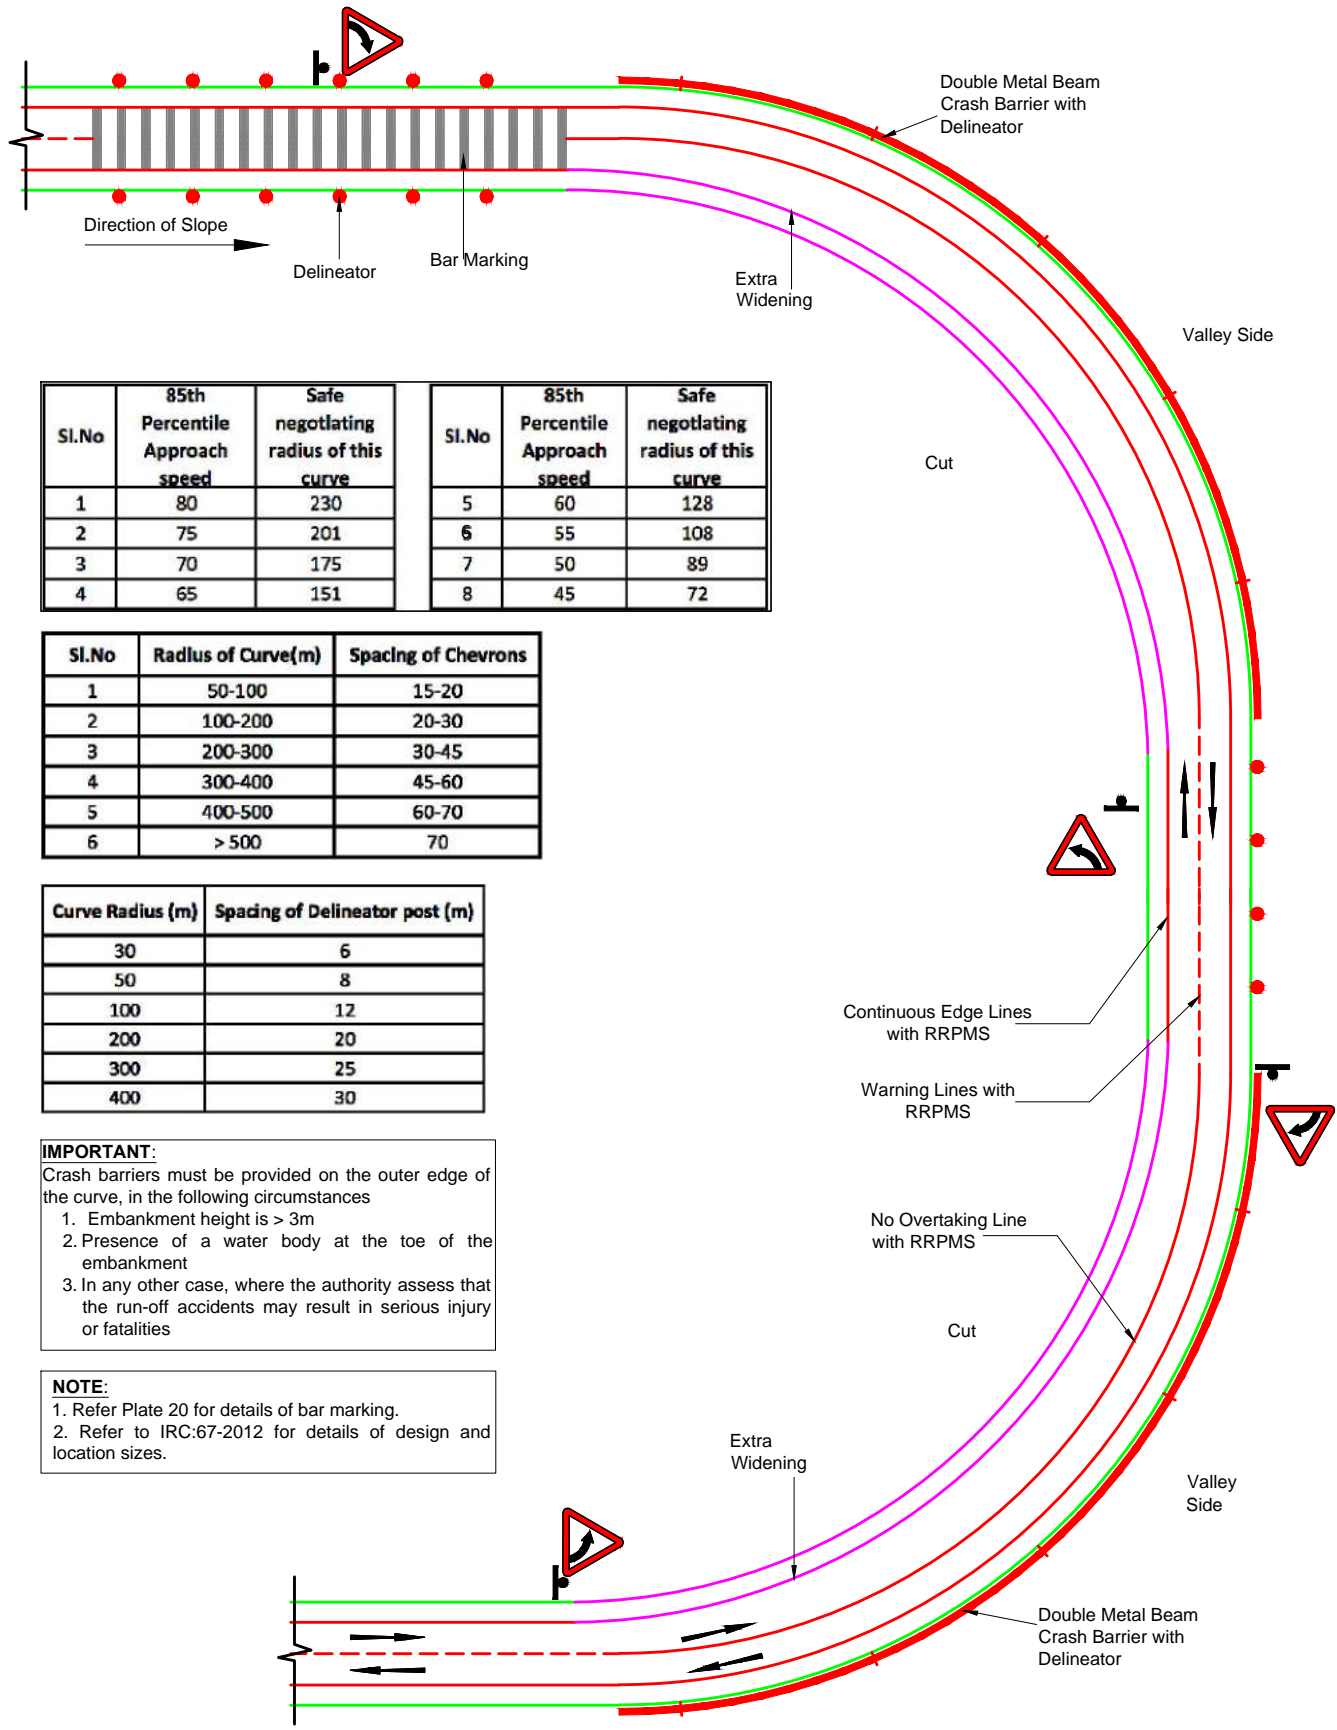 Double Metal Beam
Crash Barrier with
Delineator
Direction of Slope
Delineator
Bar Marking
Extra
Widening
Valley Side
Cut
Sl.No 85th Percentile Approach speed Safe negotlating radius of this curve
1 80 230
2 75 201
3 70 175
4 65 151
Sl.No 85th Percentile Approach speed Safe negotlating radius of this curve
5 60 128
6 55 108
7 50 89
8 45 72
Sl.No Radlus of Curve(m) Spacing of Chevrons
1 50-100 15-20
2 100-200 20-30
3 200-300 30-45
4 300-400 45-60
5 400-500 60-70
6 > 500 70
Curve Radius (m) Spacing of Delineator post (m)
30 6
50 8
100 12
200 20
300 25
400 30
Continuous Edge Lines
with RRPMS
Warning Lines with
RRPMS
No Overtaking Line
with RRPMS
Cut
IMPORTANT:
Crash barriers must be provided on the outer edge of
the curve, in the following circumstances
1. Embankment height is > 3m
2. Presence of a water body at the toe of the
embankment
3. In any other case, where the authority assess that
the run-off accidents may result in serious injury
or fatalities
NOTE:
1. Refer Plate 20 for details of bar marking.
2. Refer to IRC:67-2012 for details of design and
location sizes.
Extra
Widening
Valley
Side
Double Metal Beam
Crash Barrier with
Delineator